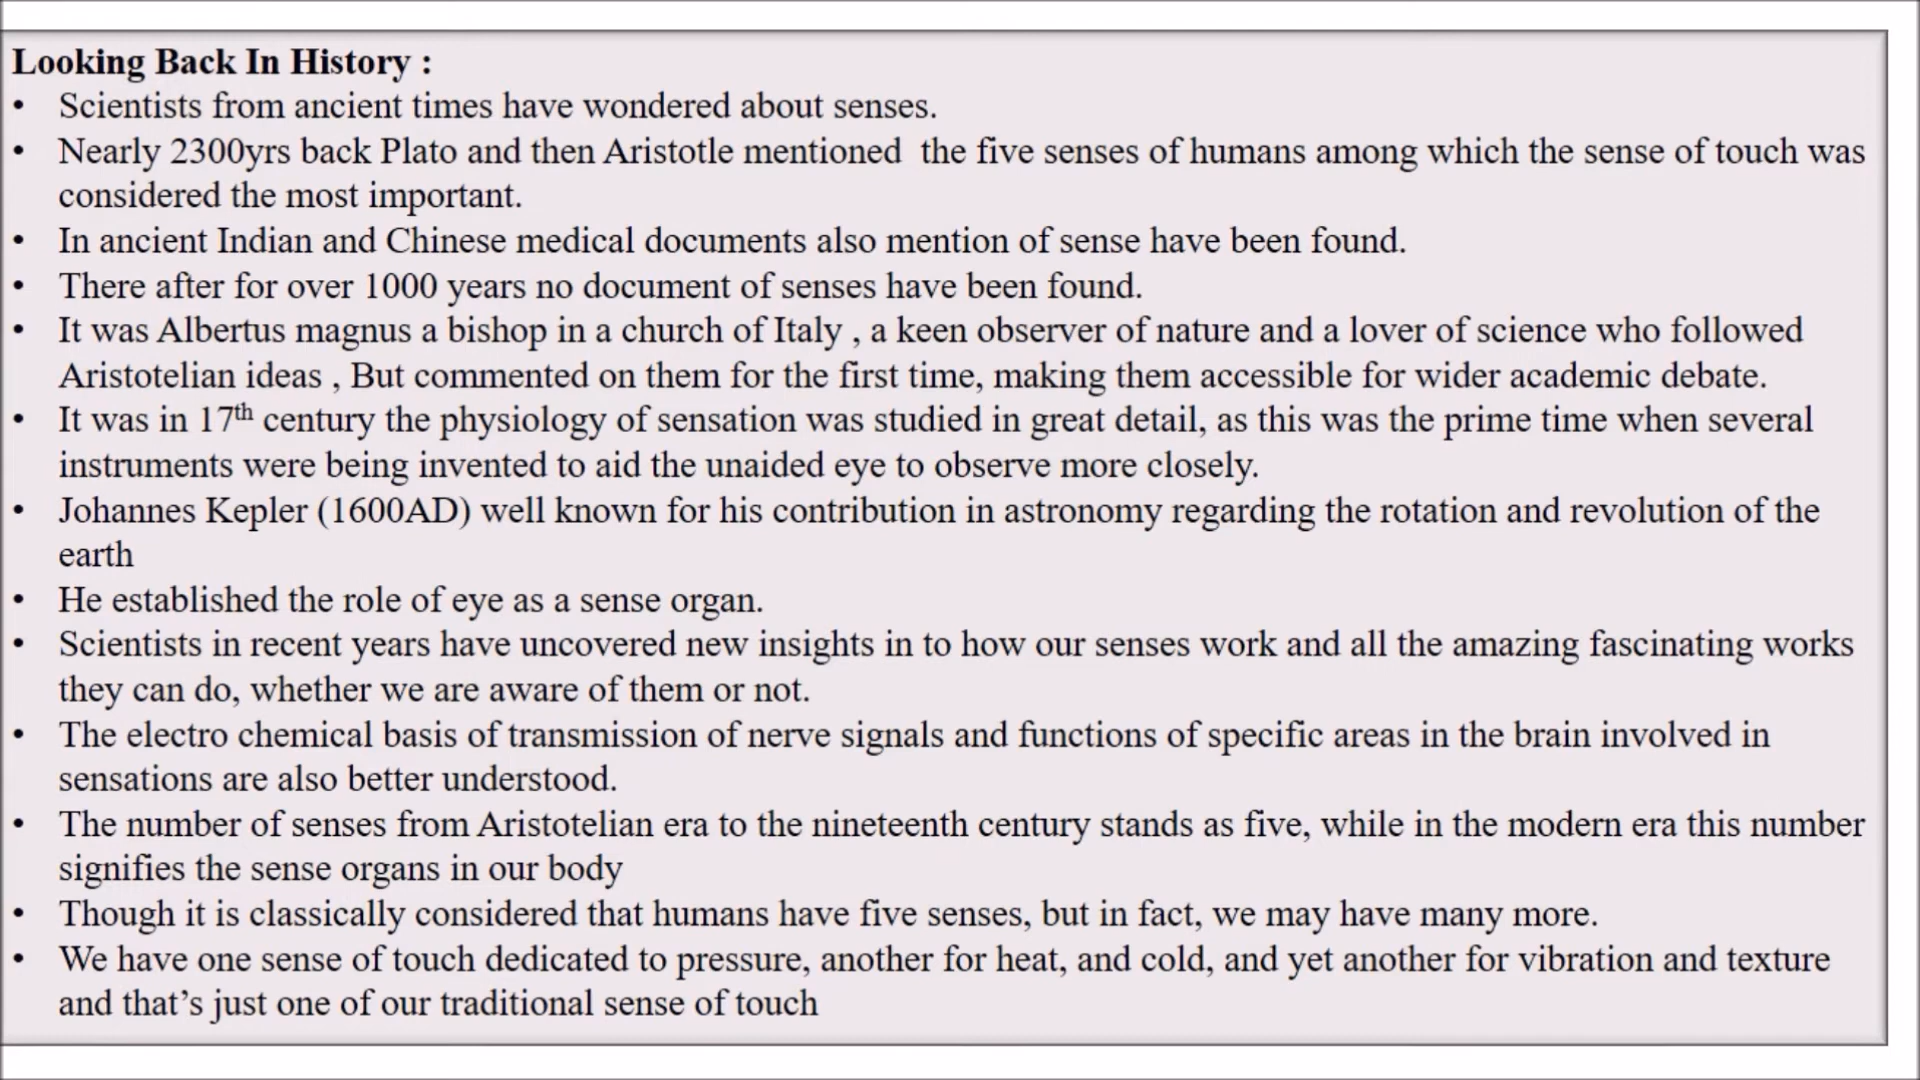 Looking Back In History :
• Scientists from ancient times have wondered about senses.
• Nearly 2300yrs back Plato and then Aristotle mentioned  the five senses of humans among which the sense of touch was
considered the most important.
• In ancient Indian and Chinese medical documents also mention of sense have been found.
• There after for over 1000 years no document of senses have been found.
• It was Albertus magnus a bishop in a church of Italy , a keen observer of nature and a lover of science who followed
Aristotelian ideas , But commented on them for the first time, making them accessible for wider academic debate.
• It was in 17th century the physiology of sensation was studied in great detail, as this was the prime time when several
instruments were being invented to aid the unaided eye to observe more closely.
• Johannes Kepler (1600AD) well known for his contribution in astronomy regarding the rotation and revolution of the
earth
• He established the role of eye as a sense organ.
• Scientists in recent years have uncovered new insights in to how our senses work and all the amazing fascinating works
they can do, whether we are aware of them or not.
• The electro chemical basis of transmission of nerve signals and functions of specific areas in the brain involved in
sensations are also better understood.
• The number of senses from Aristotelian era to the nineteenth century stands as five, while in the modern era this number
signifies the sense organs in our body
• Though it is classically considered that humans have five senses, but in fact, we may have many more.
• We have one sense of touch dedicated to pressure, another for heat, and cold, and yet another for vibration and texture
and that’s just one of our traditional sense of touch